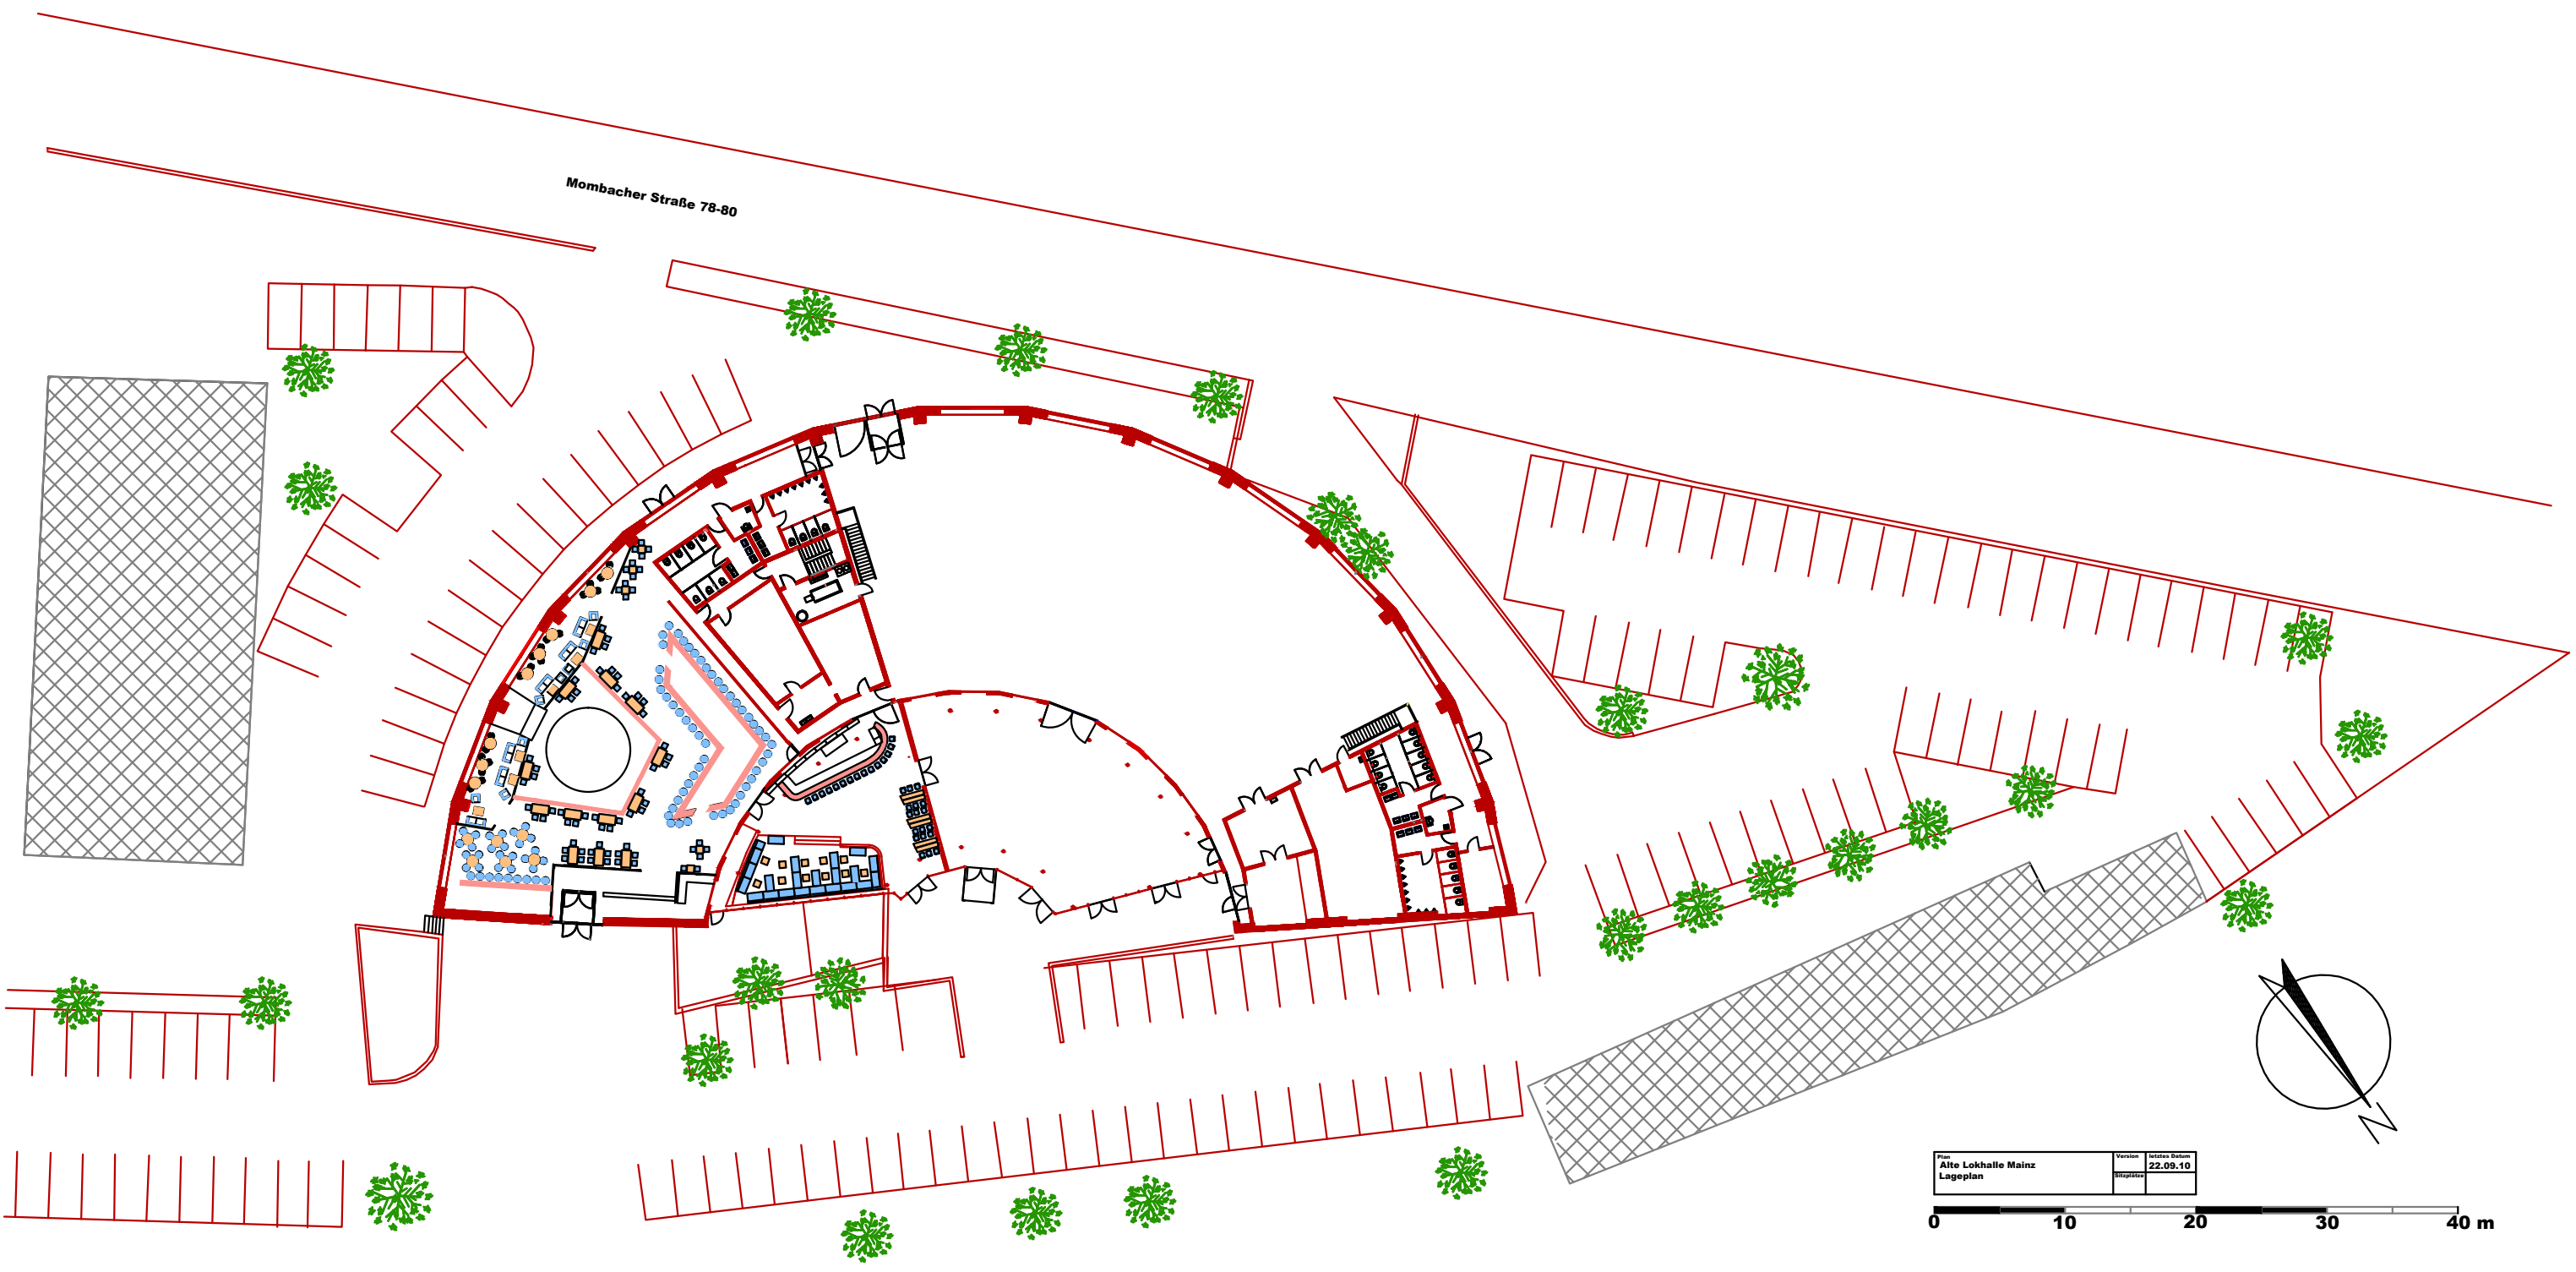 Mombacher Straße 78-80
Plan
Alte Lokhalle Mainz
Lageplan
Version
letztes Datum
22.09.10
Sitzplätze
N
0 10 20 30 40 m